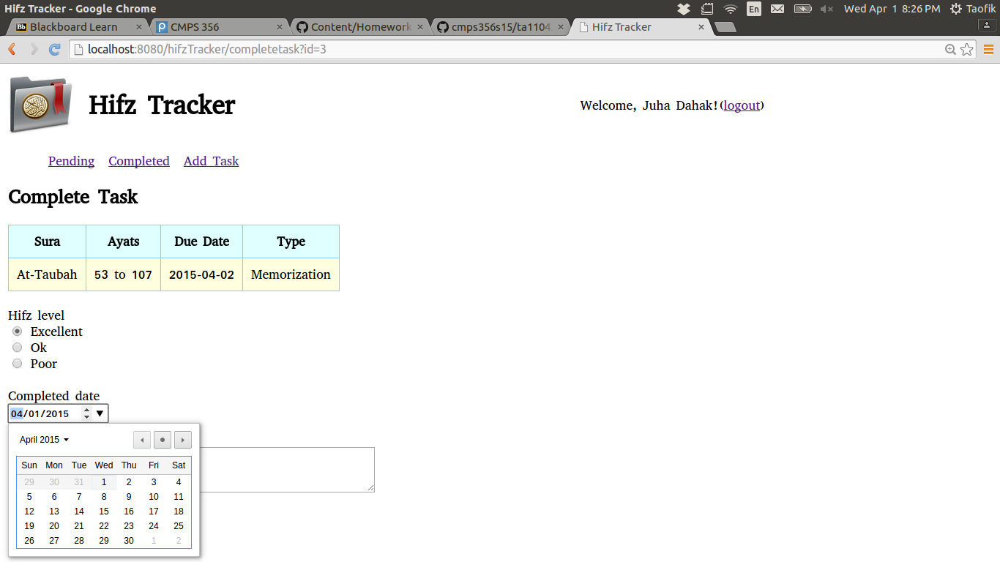 Hifz Tracker - Google Chrome En Wed Apr 1 8:26 PM Taofik
Bb Blackboard Learn × CMPS 356 × Content/Homework × cmps356s15/ta1104 × Hifz Tracker ×
localhost:8080/hifzTracker/completetask?id=3
Hifz Tracker
Welcome, Juha Dahak!(logout)
Pending Completed Add Task
Complete Task
Sura Ayats Due Date Type
At-Taubah 53 to 107 2015-04-02 Memorization
Hifz level
Excellent
Ok
Poor
Completed date
04/01/2015
April 2015
Sun Mon Tue Wed Thu Fri Sat
29 30 31 1 2 3 4
5 6 7 8 9 10 11
12 13 14 15 16 17 18
19 20 21 22 23 24 25
26 27 28 29 30 1 2